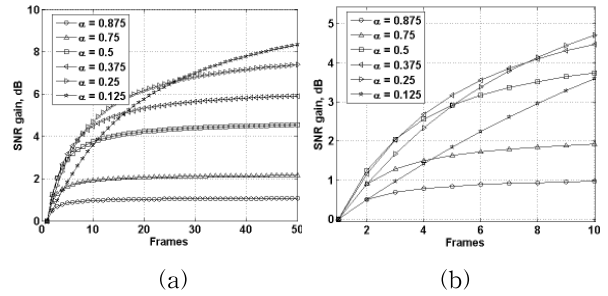 10
8
6
4
2
0
SNR gain, dB
α = 0.875
α = 0.75
α = 0.5
α = 0.375
α = 0.25
α = 0.125
0 10 20 30 40 50
Frames
(a)
5
4
3
2
1
0
SNR gain, dB
α = 0.875
α = 0.75
α = 0.5
α = 0.375
α = 0.25
α = 0.125
2 4 6 8 10
Frames
(b)